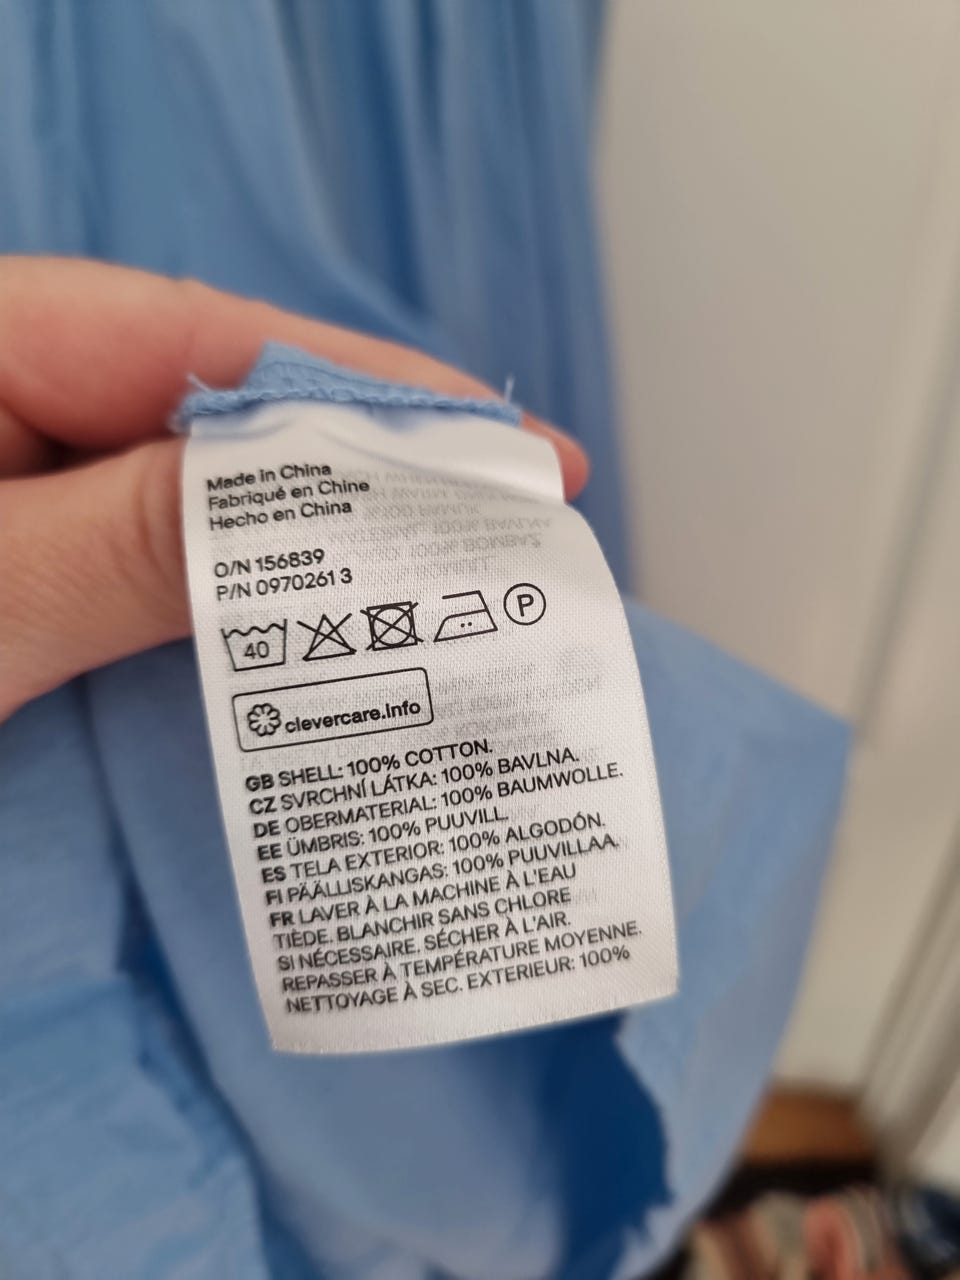 Made in China
Fabriqué en Chine
Hecho en China
O/N 156839
P/N 0970261 3
40
P
clevercare.info
GB SHELL: 100% COTTON.
CZ SVRCHNÍ LÁTKA: 100% BAVLNA.
DE OBERMATERIAL: 100% BAUMWOLLE.
EE ÜMBRIS: 100% PUUVILL.
ES TELA EXTERIOR: 100% ALGODÓN.
FI PÄÄLLISKANGAS: 100% PUUVILLAA.
FR LAVER À LA MACHINE À L'EAU
TIÈDE. BLANCHIR SANS CHLORE
SI NÉCESSAIRE. SÉCHER À L'AIR.
REPASSER À TEMPÉRATURE MOYENNE.
NETTOYAGE À SEC. EXTERIEUR: 100%